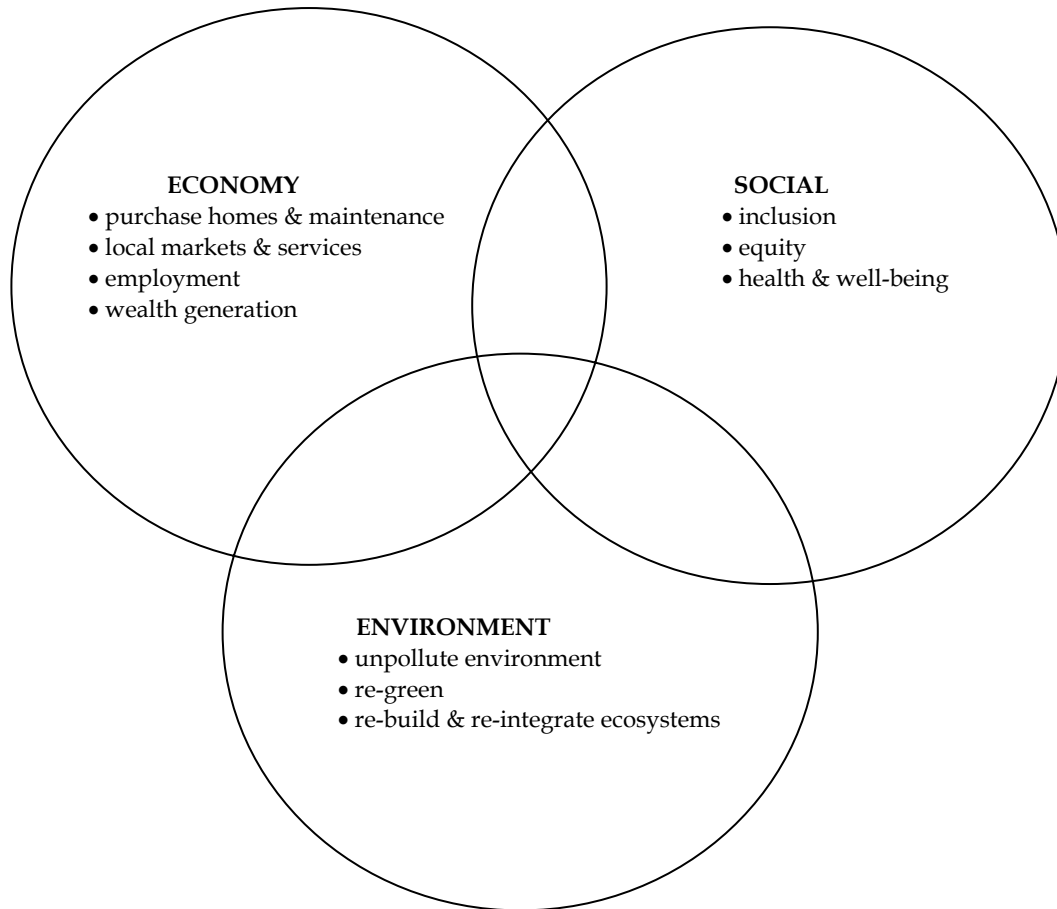 ECONOMY
• purchase homes & maintenance
• local markets & services
• employment
• wealth generation
SOCIAL
• inclusion
• equity
• health & well-being
ENVIRONMENT
• unpollute environment
• re-green
• re-build & re-integrate ecosystems